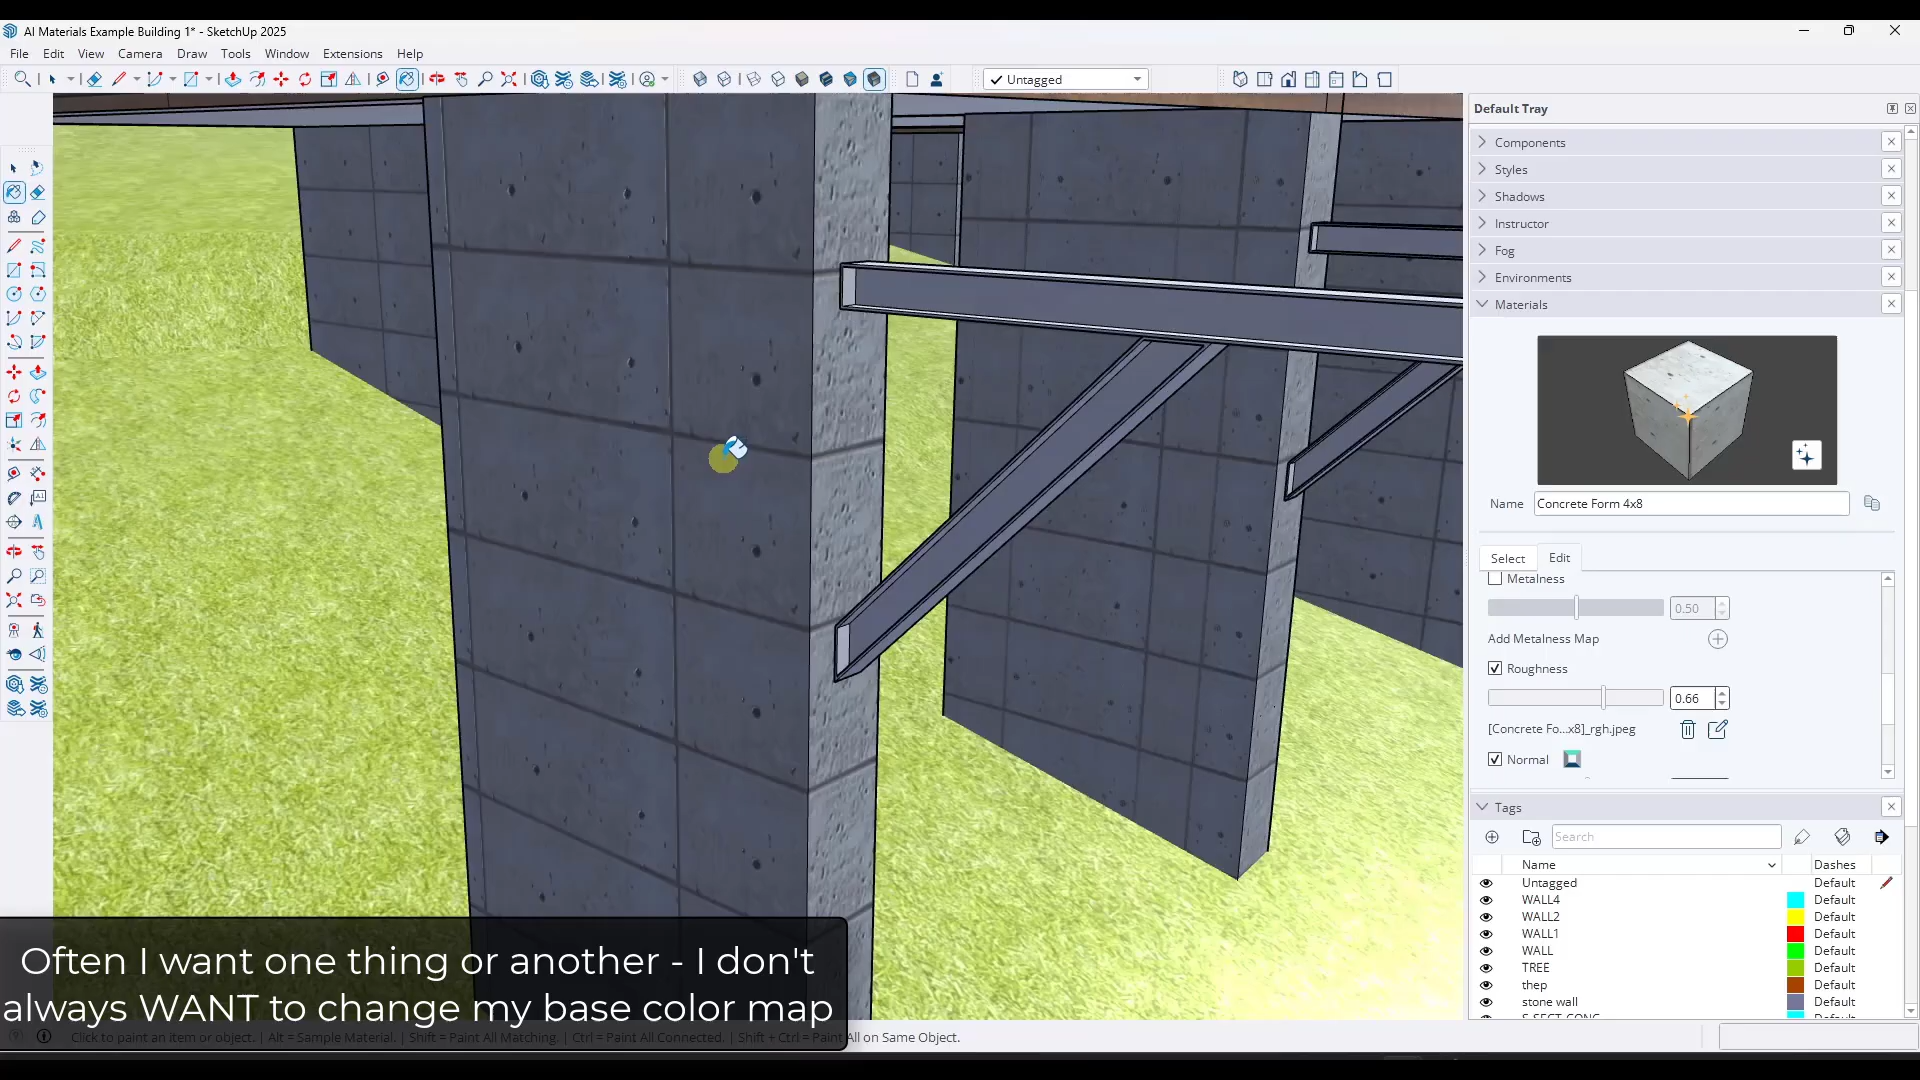 AI Materials Example Building 1* - SketchUp 2025
File Edit View Camera Draw Tools Window Extensions Help
Untagged
Default Tray
Components
Styles
Shadows
Instructor
Fog
Environments
Materials
Name Concrete Form 4x8
Select Edit
Metalness
0.50
Add Metalness Map
Roughness
0.66
[Concrete Fo...x8]_rgh.jpeg
Normal
Tags
Search
Name Dashes
Untagged Default
WALL4 Default
WALL2 Default
WALL1 Default
WALL Default
TREE Default
thep Default
stone wall Default
Often I want one thing or another - I don't
always WANT to change my base color map
Click to paint an item or object. | Alt = Sample Material. | Shift = Paint All Matching. | Ctrl = Paint All Connected. | Shift + Ctrl = Paint All on Same Object.